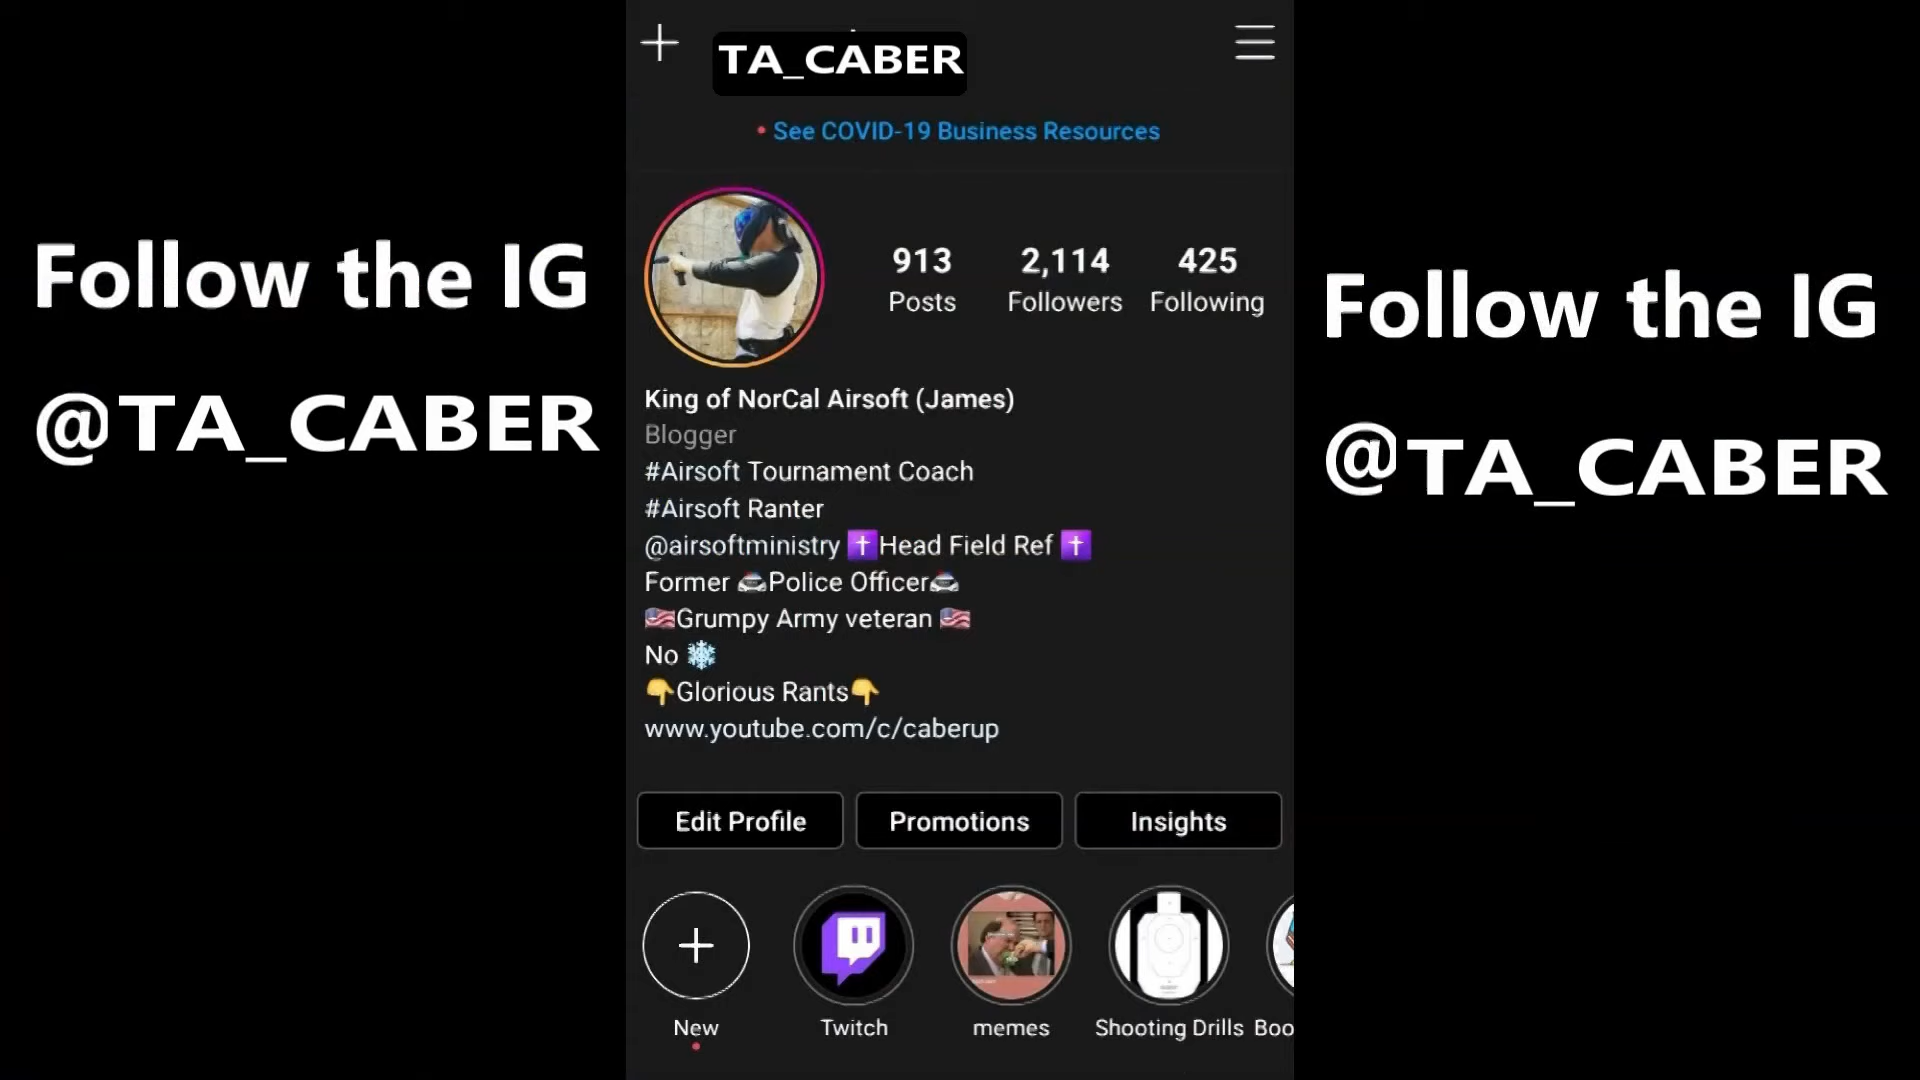 TA_CABER
• See COVID-19 Business Resources
Follow the IG
@TA_CABER
913
Posts
2,114
Followers
425
Following
King of NorCal Airsoft (James)
Blogger
#Airsoft Tournament Coach
#Airsoft Ranter
@airsoftministry ✝️Head Field Ref ✝️
Former 🚔Police Officer🚔
🇺🇸Grumpy Army veteran 🇺🇸
No ❄️
👇Glorious Rants👇
www.youtube.com/c/caberup
Edit Profile
Promotions
Insights
New
Twitch
memes
Shooting Drills
Boo
Follow the IG
@TA_CABER